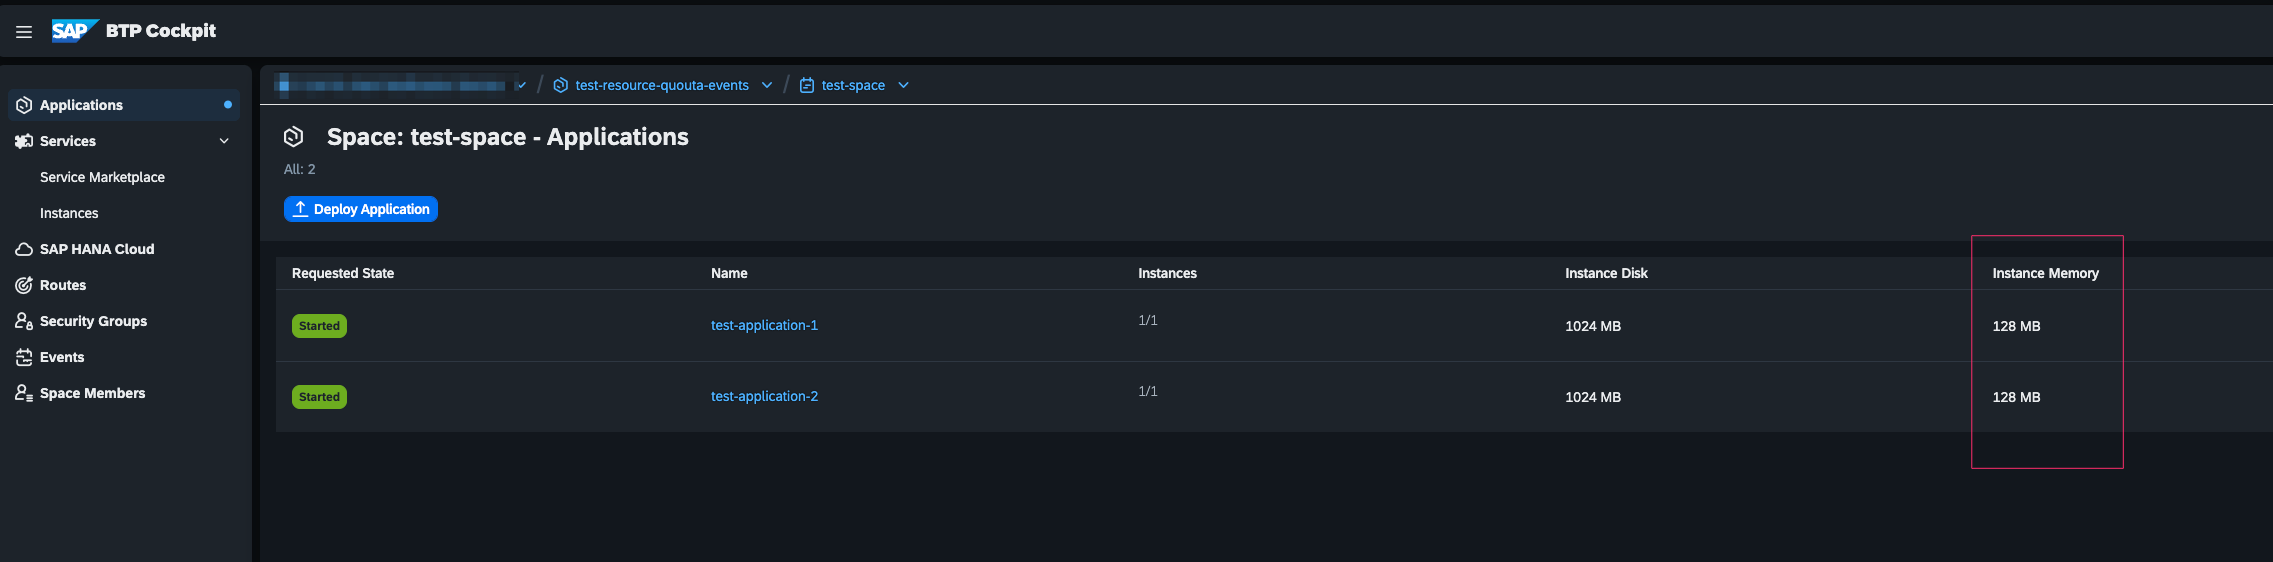 SAP BTP Cockpit
Applications
Services
Service Marketplace
Instances
SAP HANA Cloud
Routes
Security Groups
Events
Space Members
/ test-resource-quouta-events / test-space
Space: test-space - Applications
All: 2
Deploy Application
Requested State Name Instances Instance Disk Instance Memory
Started test-application-1 1/1 1024 MB 128 MB
Started test-application-2 1/1 1024 MB 128 MB